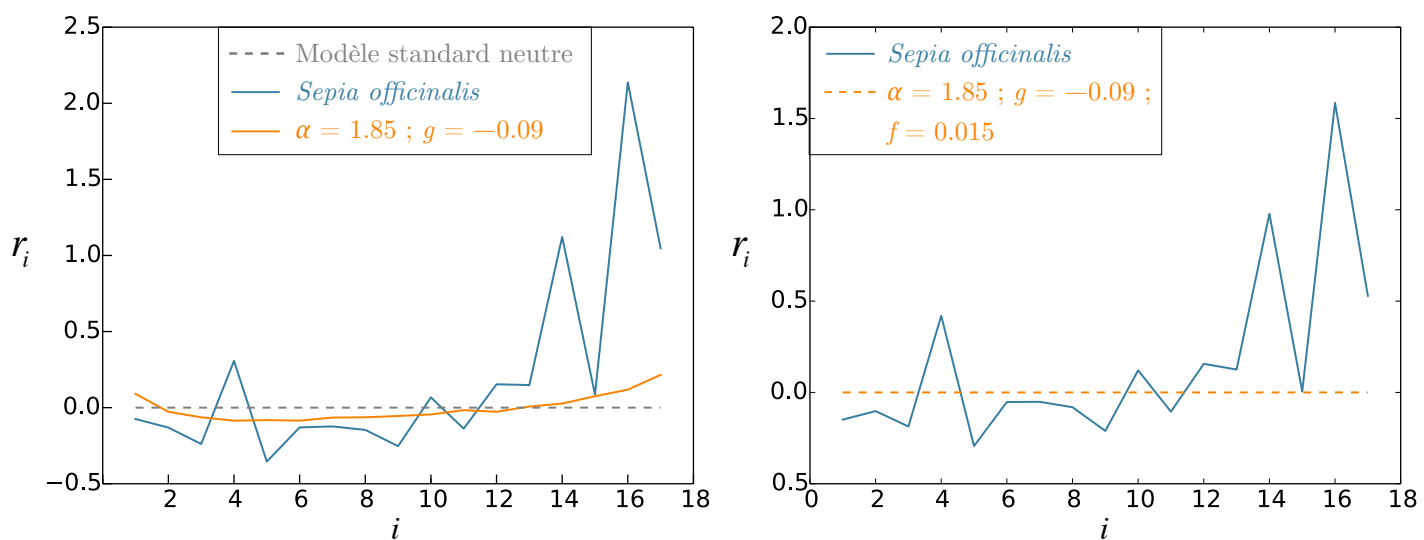 2.5
2.0
1.5
1.0
0.5
0.0
−0.5
2 4 6 8 10 12 14 16 18
r_i
i
Modèle standard neutre
Sepia officinalis
α = 1.85 ; g = −0.09
2.0
1.5
1.0
0.5
0.0
0.5
0 2 4 6 8 10 12 14 16 18
r_i
i
Sepia officinalis
α = 1.85 ; g = −0.09 ;
f = 0.015